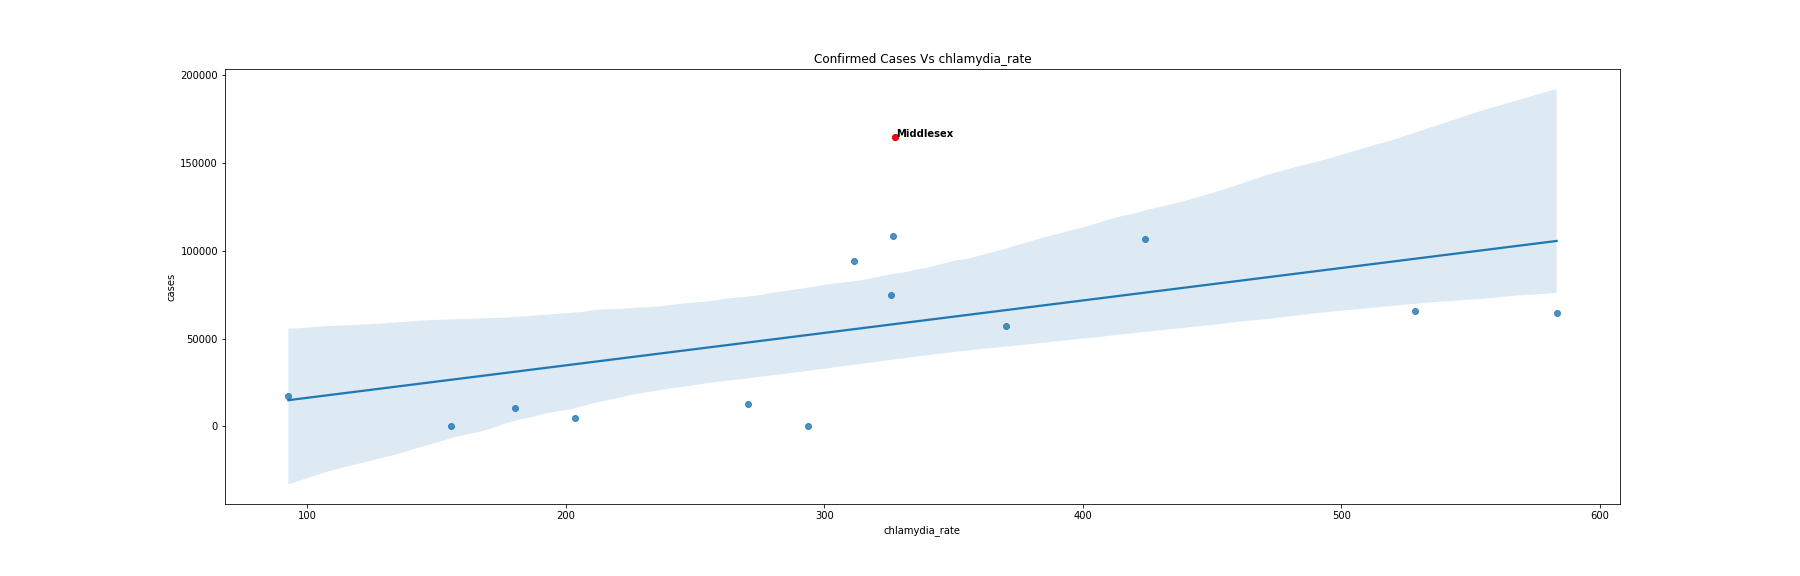 Confirmed Cases Vs chlamydia_rate
200000
150000
100000
50000
0
cases
Middlesex
100 200 300 400 500 600
chlamydia_rate